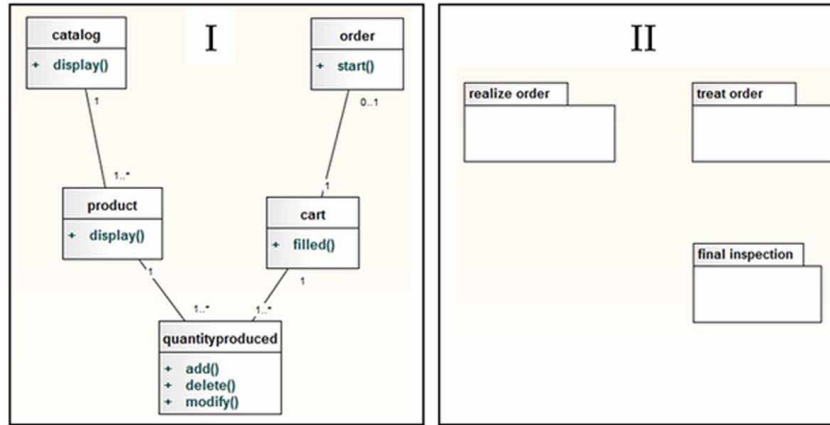 I
catalog
+ display()
1
order
+ start()
0..1
1..*
product
+ display()
1
1
cart
+ filled()
1
1..*
1..*
quantityproduced
+ add()
+ delete()
+ modify()
II
realize order
treat order
final inspection